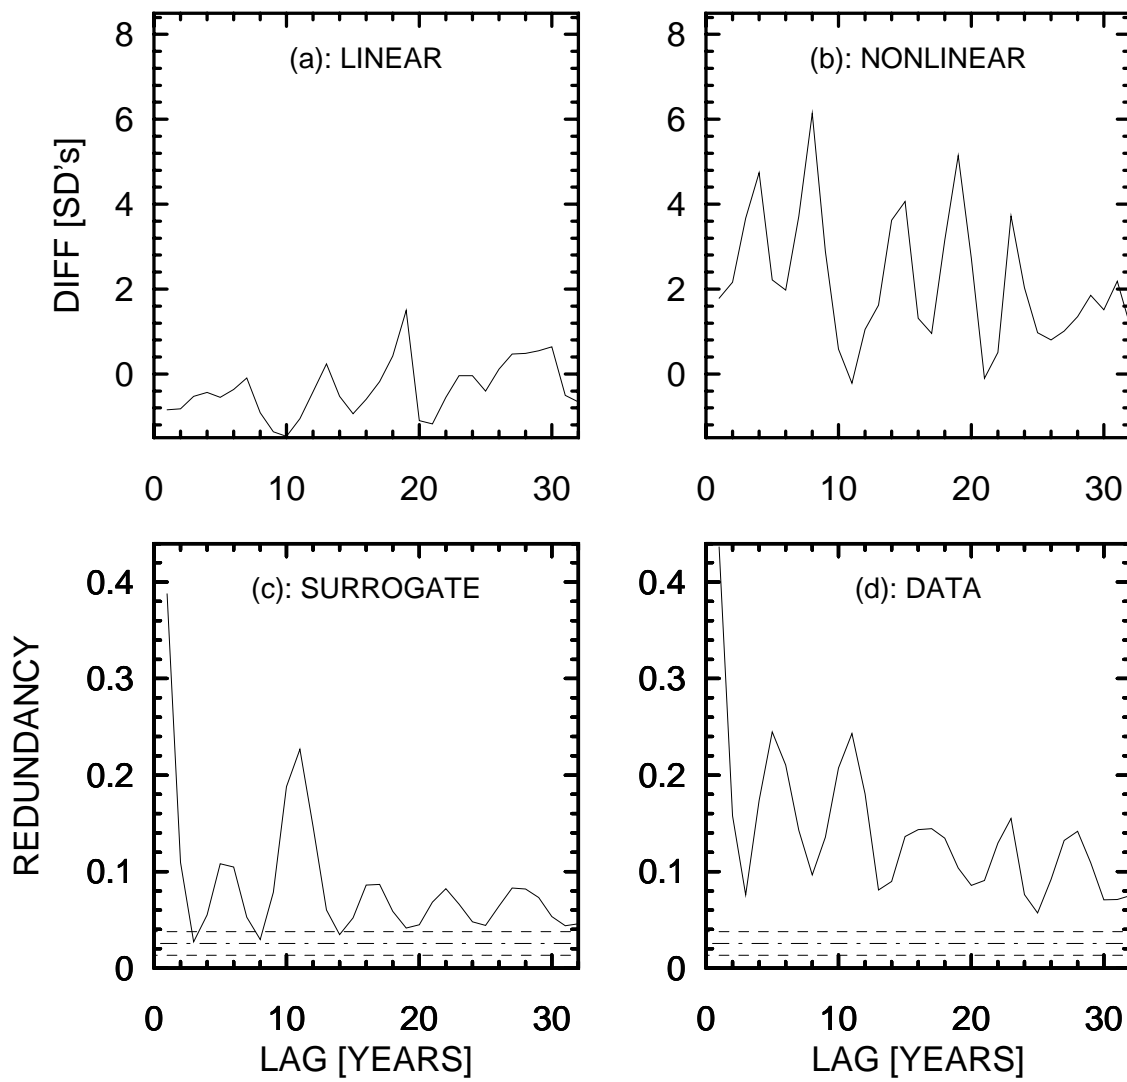 (a): LINEAR
DIFF [SD's]
8
6
4
2
0
0 10 20 30
(b): NONLINEAR
8
6
4
2
0
0 10 20 30
(c): SURROGATE
REDUNDANCY
0.4
0.3
0.2
0.1
0
0 10 20 30
LAG [YEARS]
(d): DATA
0.4
0.3
0.2
0.1
0
0 10 20 30
LAG [YEARS]